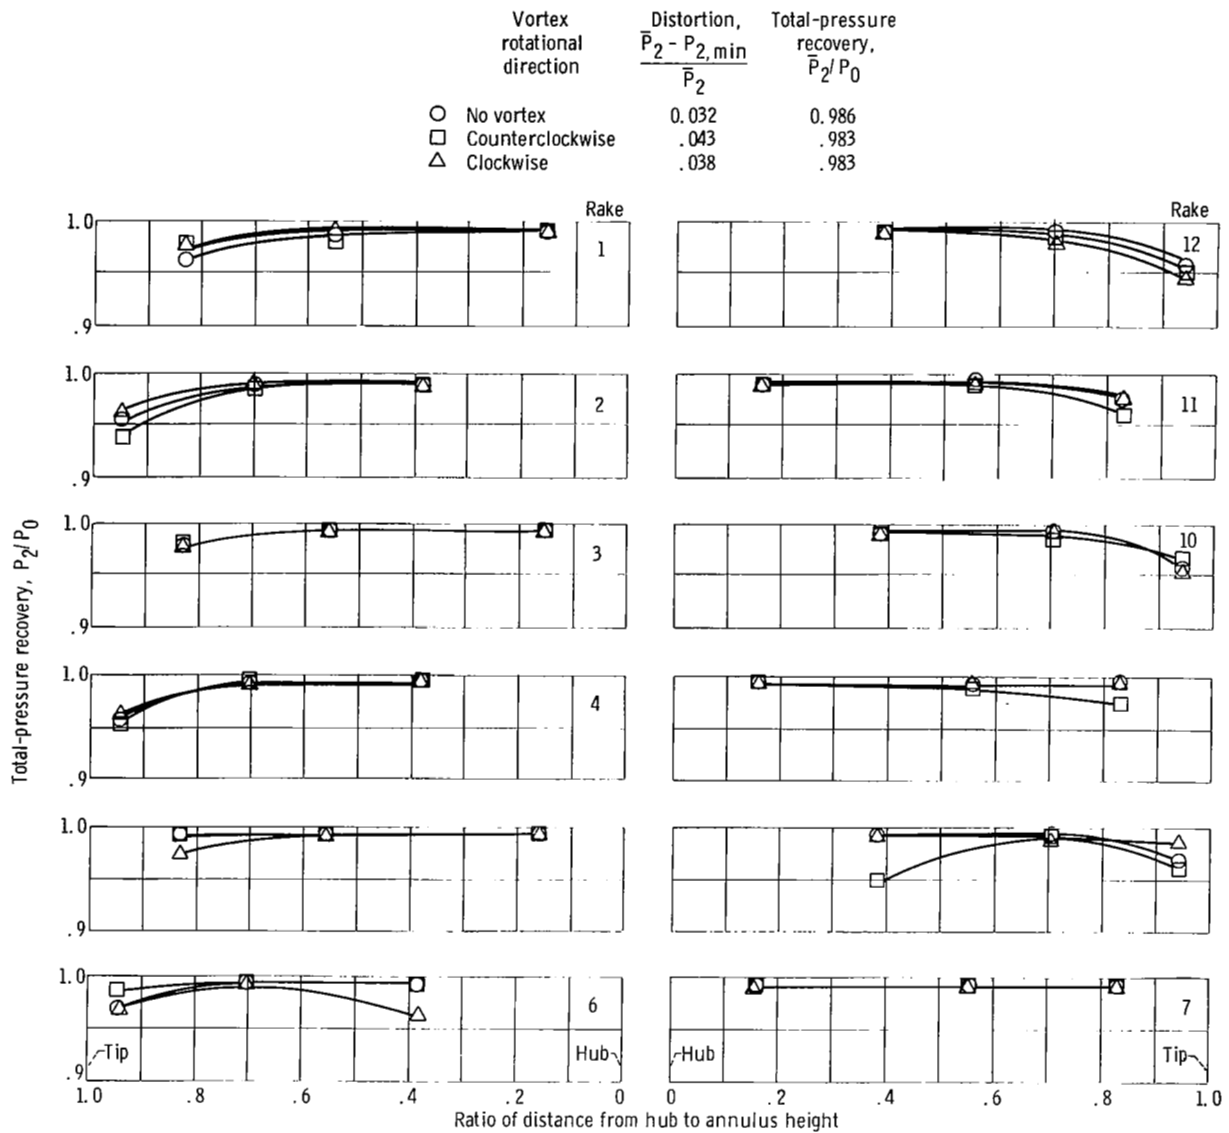 Vortex rotational direction
Distortion, P̄2 - P2, min / P̄2
Total-pressure recovery, P̄2/P0
No vortex 0.032 0.986
Counterclockwise .043 .983
Clockwise .038 .983
Rake
Rake
1.0
.9
1
12
1.0
.9
2
11
1.0
.9
3
10
1.0
.9
4
1.0
.9
1.0
.9
6
7
Tip
Hub
Hub
Tip
1.0 .8 .6 .4 .2 0
0 .2 .4 .6 .8 1.0
Total-pressure recovery, P2/P0
Ratio of distance from hub to annulus height